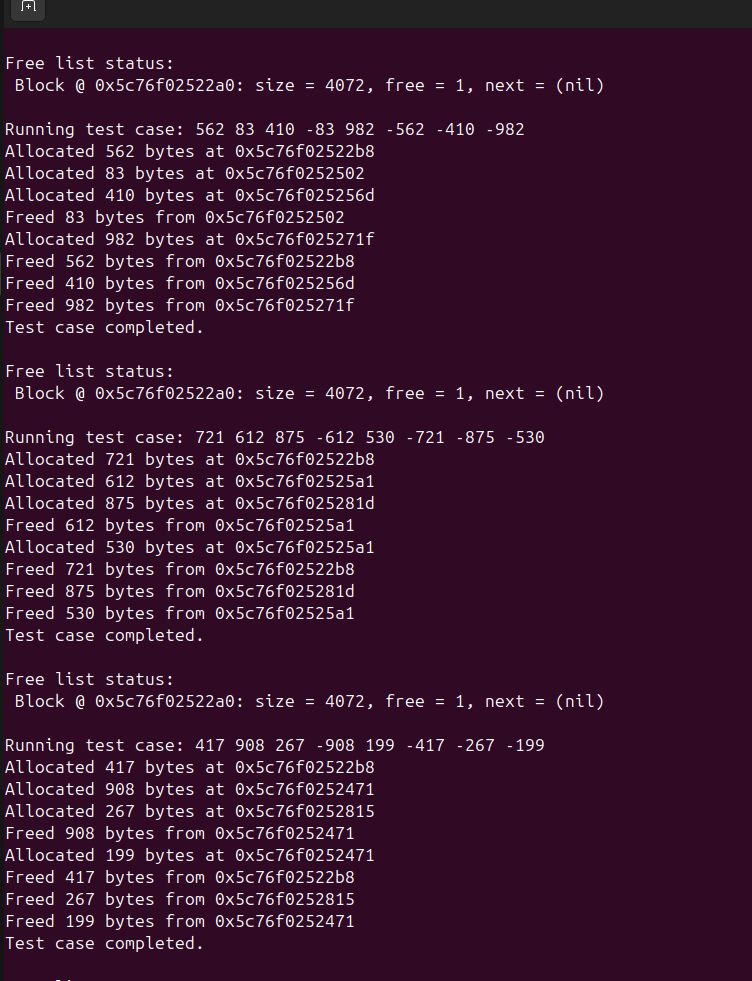 Free list status:
Block @ 0x5c76f02522a0: size = 4072, free = 1, next = (nil)
Running test case: 562 83 410 -83 982 -562 -410 -982
Allocated 562 bytes at 0x5c76f02522b8
Allocated 83 bytes at 0x5c76f0252502
Allocated 410 bytes at 0x5c76f025256d
Freed 83 bytes from 0x5c76f0252502
Allocated 982 bytes at 0x5c76f025271f
Freed 562 bytes from 0x5c76f02522b8
Freed 410 bytes from 0x5c76f025256d
Freed 982 bytes from 0x5c76f025271f
Test case completed.
Free list status:
Block @ 0x5c76f02522a0: size = 4072, free = 1, next = (nil)
Running test case: 721 612 875 -612 530 -721 -875 -530
Allocated 721 bytes at 0x5c76f02522b8
Allocated 612 bytes at 0x5c76f02525a1
Allocated 875 bytes at 0x5c76f025281d
Freed 612 bytes from 0x5c76f02525a1
Allocated 530 bytes at 0x5c76f02525a1
Freed 721 bytes from 0x5c76f02522b8
Freed 875 bytes from 0x5c76f025281d
Freed 530 bytes from 0x5c76f02525a1
Test case completed.
Free list status:
Block @ 0x5c76f02522a0: size = 4072, free = 1, next = (nil)
Running test case: 417 908 267 -908 199 -417 -267 -199
Allocated 417 bytes at 0x5c76f02522b8
Allocated 908 bytes at 0x5c76f0252471
Allocated 267 bytes at 0x5c76f0252815
Freed 908 bytes from 0x5c76f0252471
Allocated 199 bytes at 0x5c76f0252471
Freed 417 bytes from 0x5c76f02522b8
Freed 267 bytes from 0x5c76f0252815
Freed 199 bytes from 0x5c76f0252471
Test case completed.